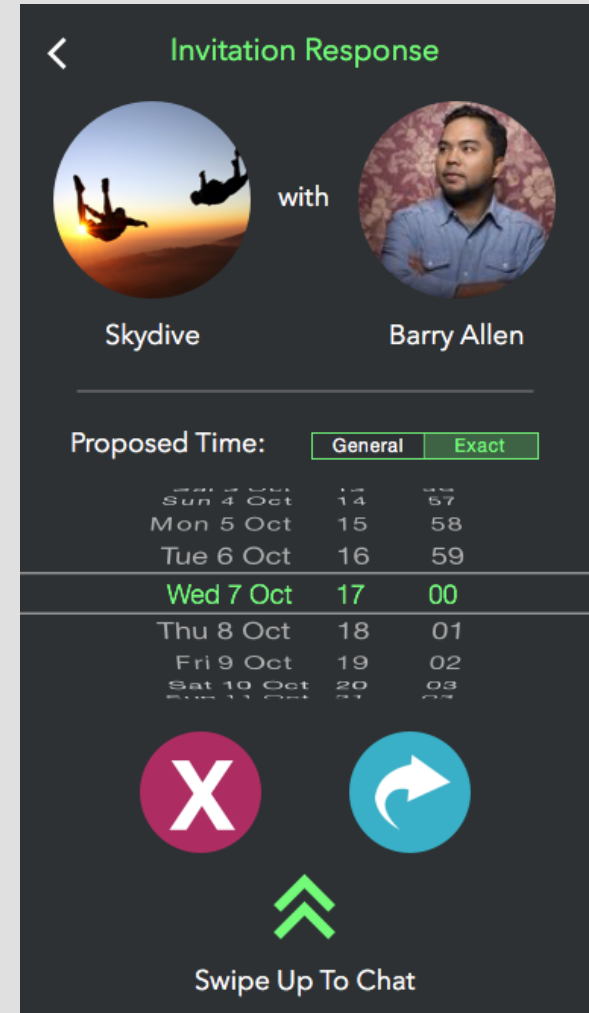 Invitation Response
with
Skydive
Barry Allen
Proposed Time: General Exact
Sun 4 Oct 14 57
Mon 5 Oct 15 58
Tue 6 Oct 16 59
Wed 7 Oct 17 00
Thu 8 Oct 18 01
Fri 9 Oct 19 02
Sat 10 Oct 20 03
X
Swipe Up To Chat